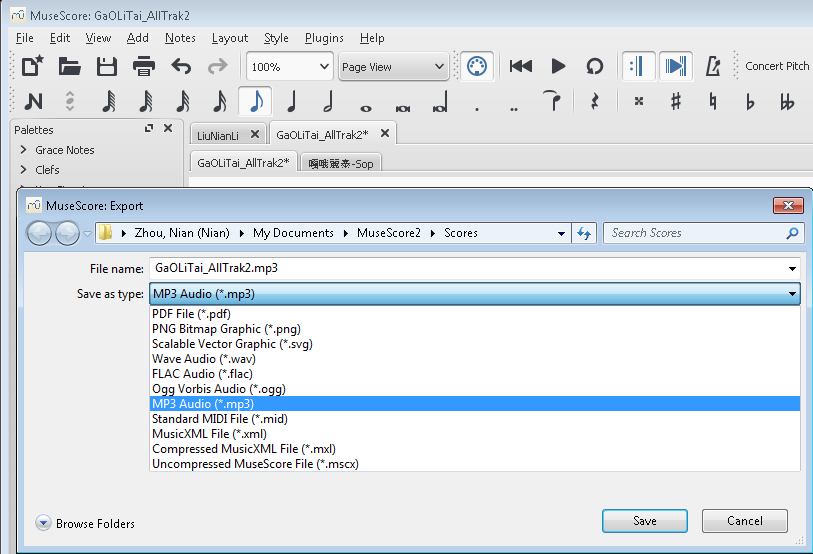 MuseScore: GaOLiTai_AllTrak2
File Edit View Add Notes Layout Style Plugins Help
100% Page View Concert Pitch
Palettes
LiuNianLi GaOLiTai_AllTrak2*
Grace Notes
GaOLiTai_AllTrak2* 嘎哦麗泰-Sop
Clefs
MuseScore: Export
Zhou, Nian (Nian) My Documents MuseScore2 Scores Search Scores
File name: GaOLiTai_AllTrak2.mp3
Save as type: MP3 Audio (*.mp3)
PDF File (*.pdf)
PNG Bitmap Graphic (*.png)
Scalable Vector Graphic (*.svg)
Wave Audio (*.wav)
FLAC Audio (*.flac)
Ogg Vorbis Audio (*.ogg)
MP3 Audio (*.mp3)
Standard MIDI File (*.mid)
MusicXML File (*.xml)
Compressed MusicXML File (*.mxl)
Uncompressed MuseScore File (*.mscx)
Browse Folders Save Cancel